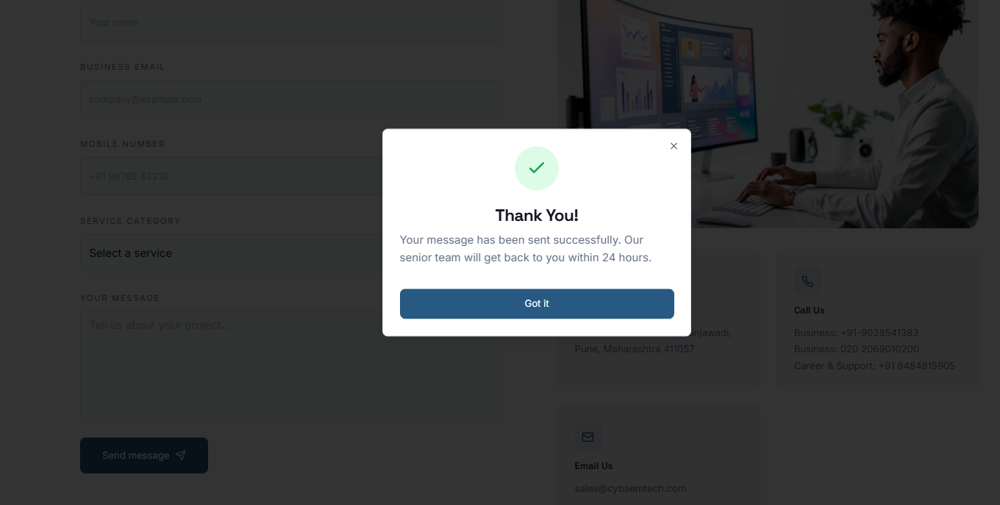 Your name
BUSINESS EMAIL
company@example.com
MOBILE NUMBER
+91 98765 43210
SERVICE CATEGORY
Select a service
YOUR MESSAGE
Tell us about your project...
Send message
Thank You!
Your message has been sent successfully. Our
senior team will get back to you within 24 hours.
Got it
Pune, Maharashtra 411057
Call Us
Business: +91-9028541383
Business: 020 2069010200
Career & Support: +91 8484815905
Email Us
sales@cybaemtech.com